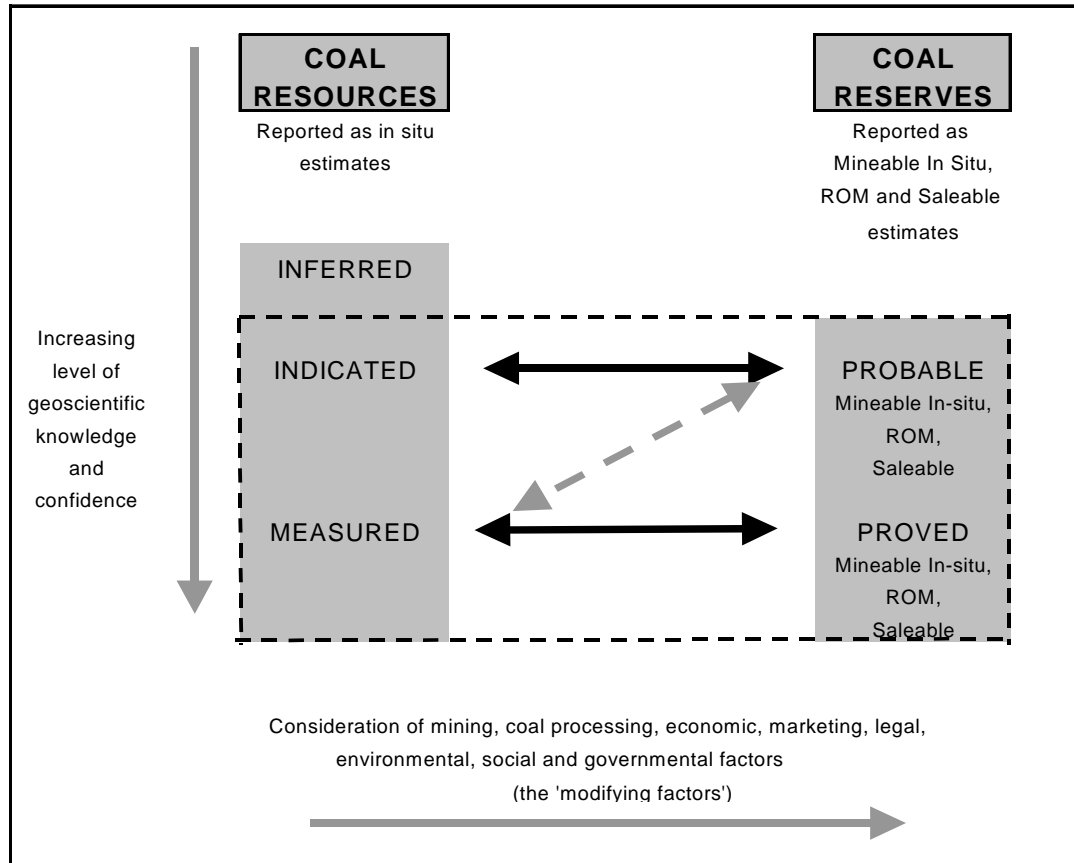 COAL
RESOURCES
Reported as in situ
estimates
COAL
RESERVES
Reported as
Mineable In Situ,
ROM and Saleable
estimates
Increasing
level of
geoscientific
knowledge
and
confidence
INFERRED
INDICATED
MEASURED
PROBABLE
Mineable In-situ,
ROM,
Saleable
PROVED
Mineable In-situ,
ROM,
Saleable
Consideration of mining, coal processing, economic, marketing, legal,
environmental, social and governmental factors
(the 'modifying factors')